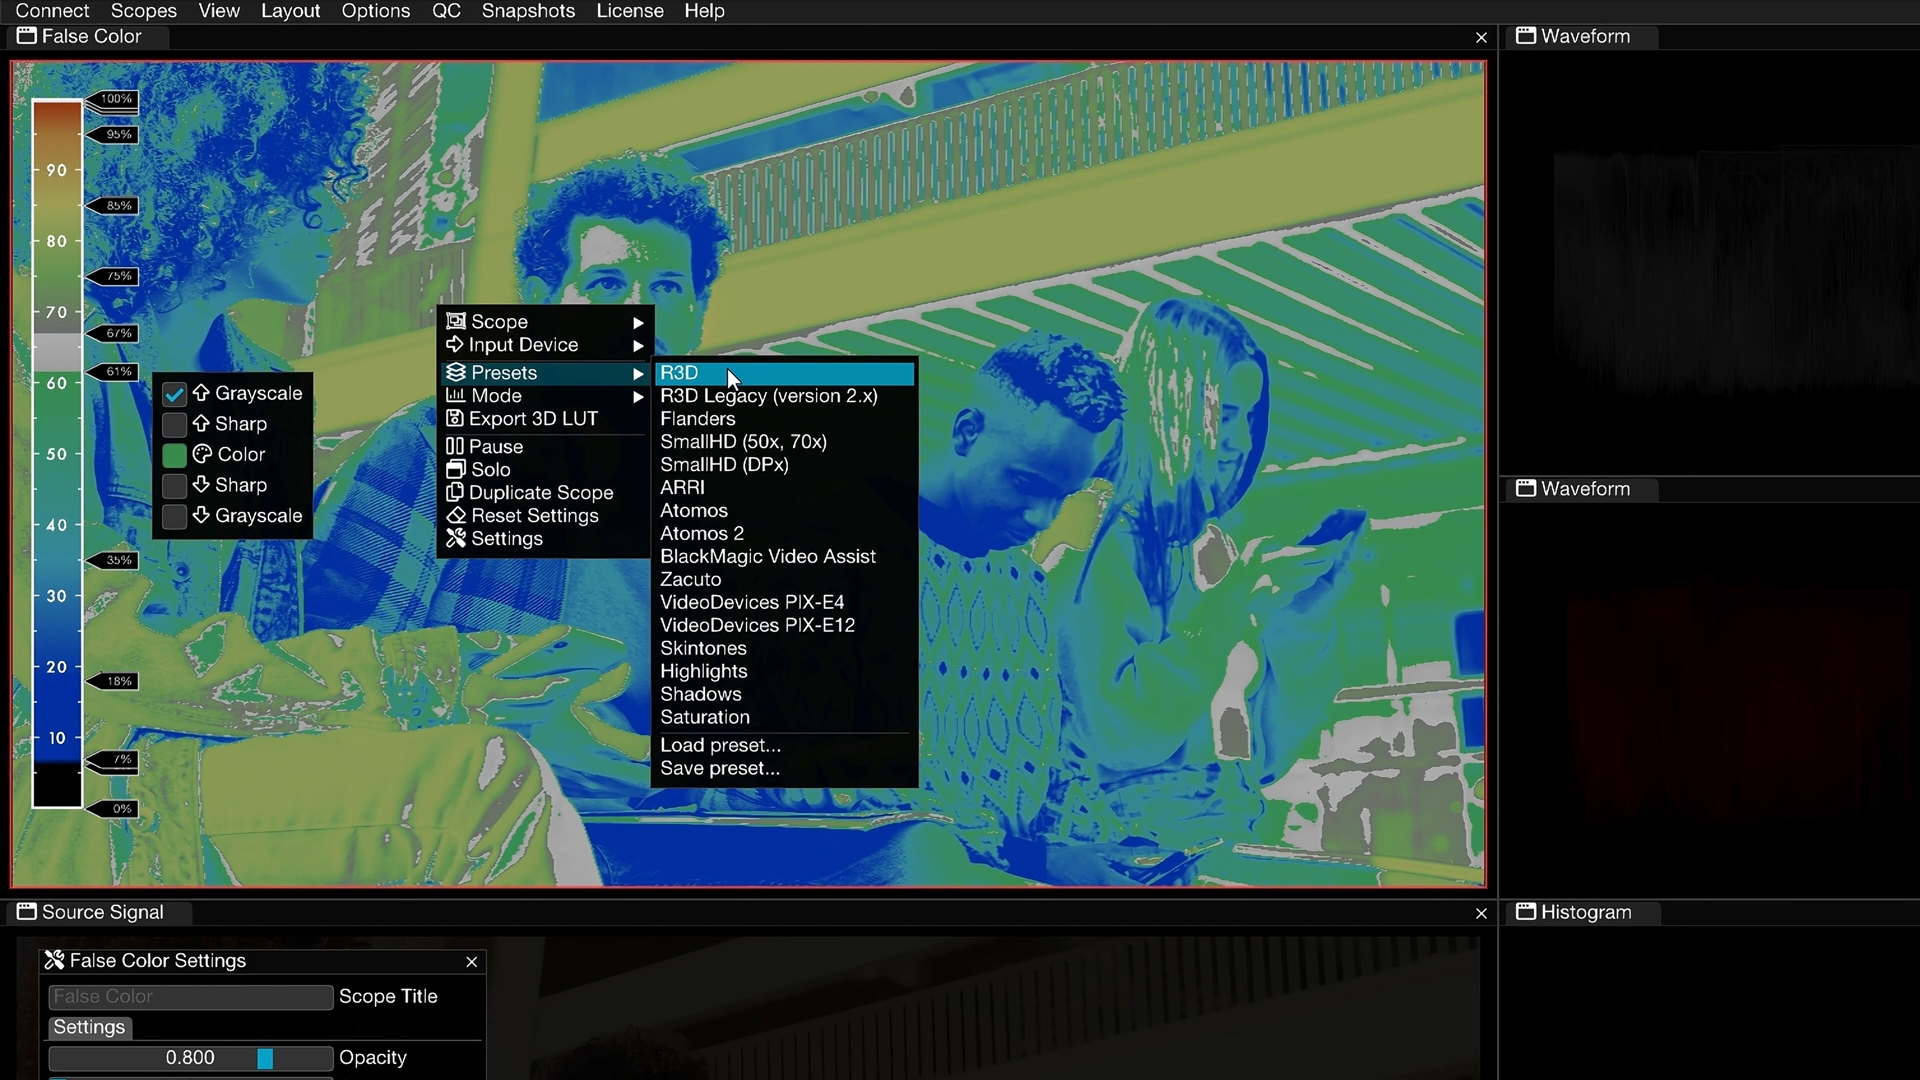 Connect Scopes View Layout Options QC Snapshots License Help
False Color
Waveform
100%
95%
90
85%
80
75%
70
67%
61%
60
50
40
35%
30
20
18%
10
7%
0%
Grayscale
Sharp
Color
Sharp
Grayscale
Scope
Input Device
Presets
Mode
Export 3D LUT
Pause
Solo
Duplicate Scope
Reset Settings
Settings
R3D
R3D Legacy (version 2.x)
Flanders
SmallHD (50x, 70x)
SmallHD (DPx)
ARRI
Atomos
Atomos 2
BlackMagic Video Assist
Zacuto
VideoDevices PIX-E4
VideoDevices PIX-E12
Skintones
Highlights
Shadows
Saturation
Load preset...
Save preset...
Waveform
Source Signal
Histogram
False Color Settings
False Color Scope Title
Settings
0.800 Opacity